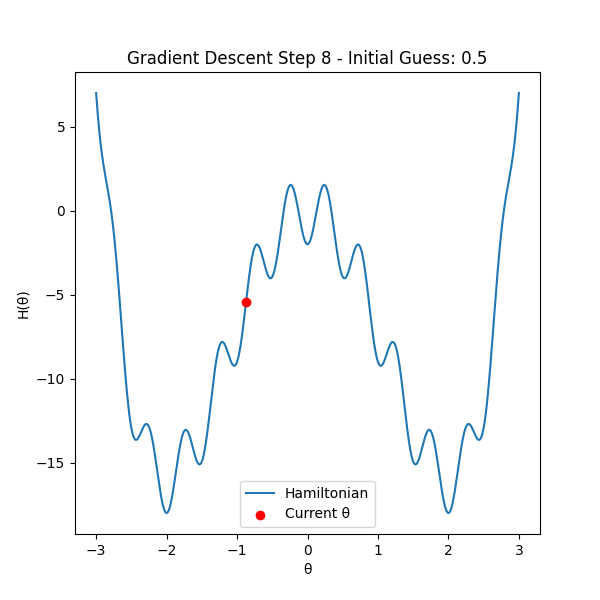 Gradient Descent Step 8 - Initial Guess: 0.5
H(θ)
5
0
−5
−10
−15
−3
−2
−1
0
1
2
3
θ
Hamiltonian
Current θ